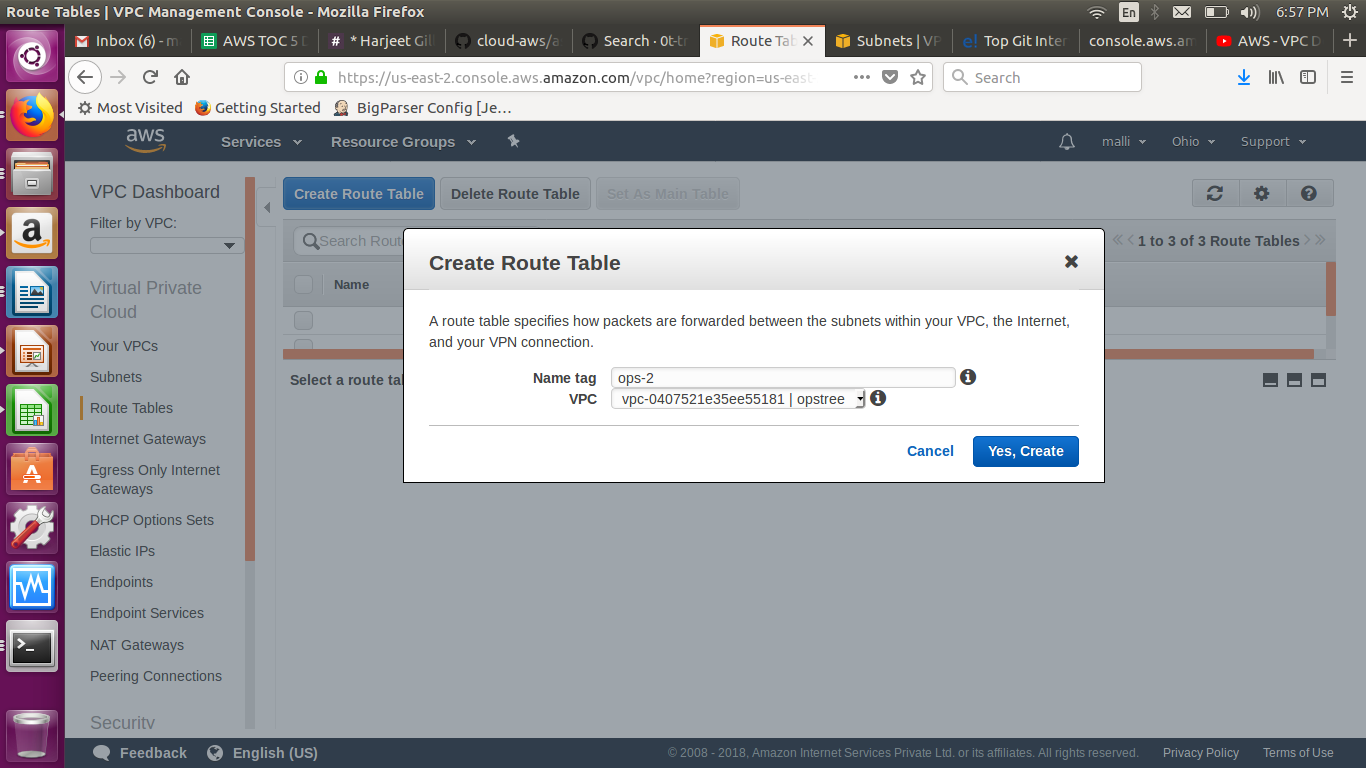 Route Tables | VPC Management Console - Mozilla Firefox
En
6:57 PM
Inbox (6) - m
AWS TOC 5 D
* Harjeet Gil
cloud-aws/a
Search · 0t-tr
Route Tab
Subnets | VP
Top Git Inter
console.aws.am
AWS - VPC D
https://us-east-2.console.aws.amazon.com/vpc/home?region=us-east
Search
Most Visited
Getting Started
BigParser Config [Je…
aws
Services
Resource Groups
malli
Ohio
Support
VPC Dashboard
Filter by VPC:
Virtual Private
Cloud
Your VPCs
Subnets
Route Tables
Internet Gateways
Egress Only Internet
Gateways
DHCP Options Sets
Elastic IPs
Endpoints
Endpoint Services
NAT Gateways
Peering Connections
Security
Create Route Table
Delete Route Table
Set As Main Table
Search Rout
1 to 3 of 3 Route Tables
Name
Select a route tab
Create Route Table
A route table specifies how packets are forwarded between the subnets within your VPC, the Internet,
and your VPN connection.
Name tag
ops-2
VPC
vpc-0407521e35ee55181 | opstree
Cancel
Yes, Create
Feedback
English (US)
© 2008 - 2018, Amazon Internet Services Private Ltd. or its affiliates. All rights reserved.
Privacy Policy
Terms of Use